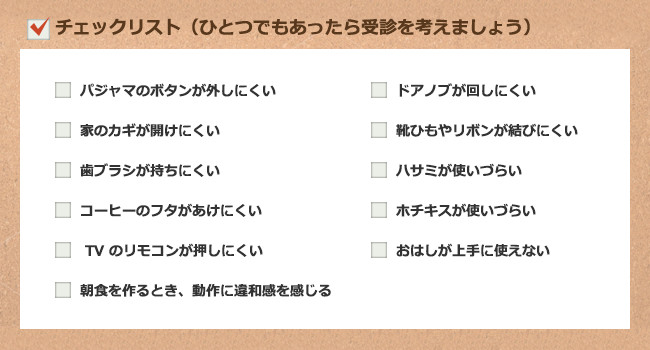 チェックリスト（ひとつでもあったら受診を考えましょう）
パジャマのボタンが外しにくい
家のカギが開けにくい
歯ブラシが持ちにくい
コーヒーのフタがあけにくい
TV のリモコンが押しにくい
朝食を作るとき、動作に違和感を感じる
ドアノブが回しにくい
靴ひもやリボンが結びにくい
ハサミが使いづらい
ホチキスが使いづらい
おはしが上手に使えない